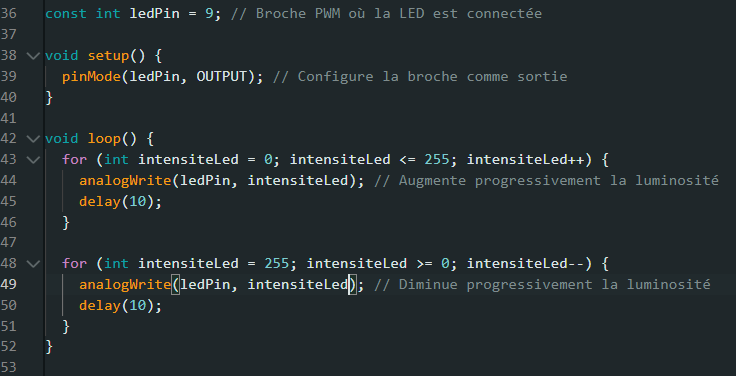 36 const int ledPin = 9; // Broche PWM où la LED est connectée
37
38 void setup() {
39 pinMode(ledPin, OUTPUT); // Configure la broche comme sortie
40 }
41
42 void loop() {
43 for (int intensiteLed = 0; intensiteLed <= 255; intensiteLed++) {
44 analogWrite(ledPin, intensiteLed); // Augmente progressivement la luminosité
45 delay(10);
46 }
47
48 for (int intensiteLed = 255; intensiteLed >= 0; intensiteLed--) {
49 analogWrite(ledPin, intensiteLed); // Diminue progressivement la luminosité
50 delay(10);
51 }
52 }
53